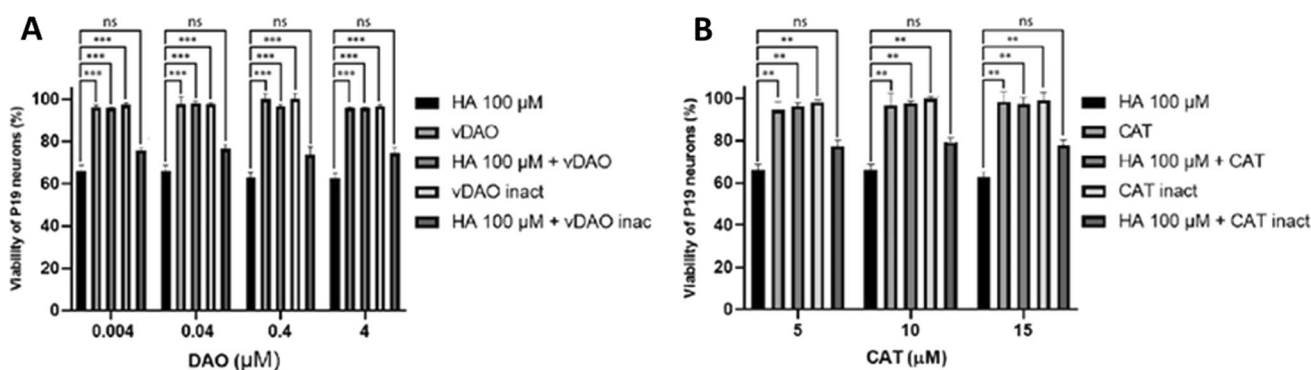 A
ns
ns
ns
ns
***
***
***
***
***
***
***
***
***
***
***
***
Viability of P19 neurons (%)
100
80
60
40
20
0
0.004
0.04
0.4
4
DAO (μM)
HA 100 μM
vDAO
HA 100 μM + vDAO
vDAO inact
HA 100 μM + vDAO inac
B
ns
ns
ns
**
**
**
**
**
**
**
**
**
Viability of P19 neurons (%)
100
80
60
40
20
0
5
10
15
CAT (μM)
HA 100 μM
CAT
HA 100 μM + CAT
CAT inact
HA 100 μM + CAT inact